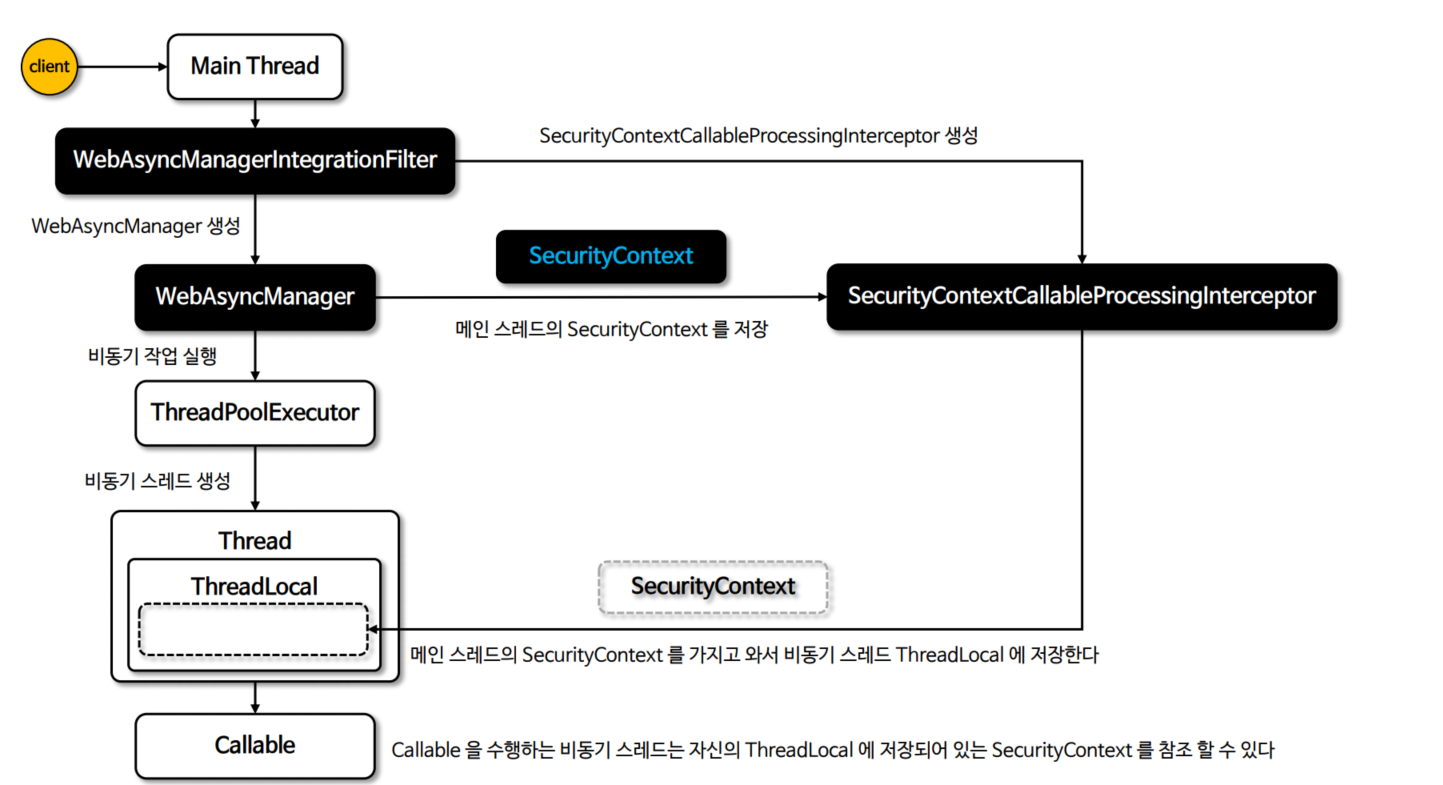 client
Main Thread
WebAsyncManagerIntegrationFilter
SecurityContextCallableProcessingInterceptor 생성
WebAsyncManager 생성
SecurityContext
WebAsyncManager
SecurityContextCallableProcessingInterceptor
메인 스레드의 SecurityContext 를 저장
비동기 작업 실행
ThreadPoolExecutor
비동기 스레드 생성
Thread
ThreadLocal
SecurityContext
메인 스레드의 SecurityContext 를 가지고 와서 비동기 스레드 ThreadLocal 에 저장한다
Callable
Callable 을 수행하는 비동기 스레드는 자신의 ThreadLocal 에 저장되어 있는 SecurityContext 를 참조 할 수 있다